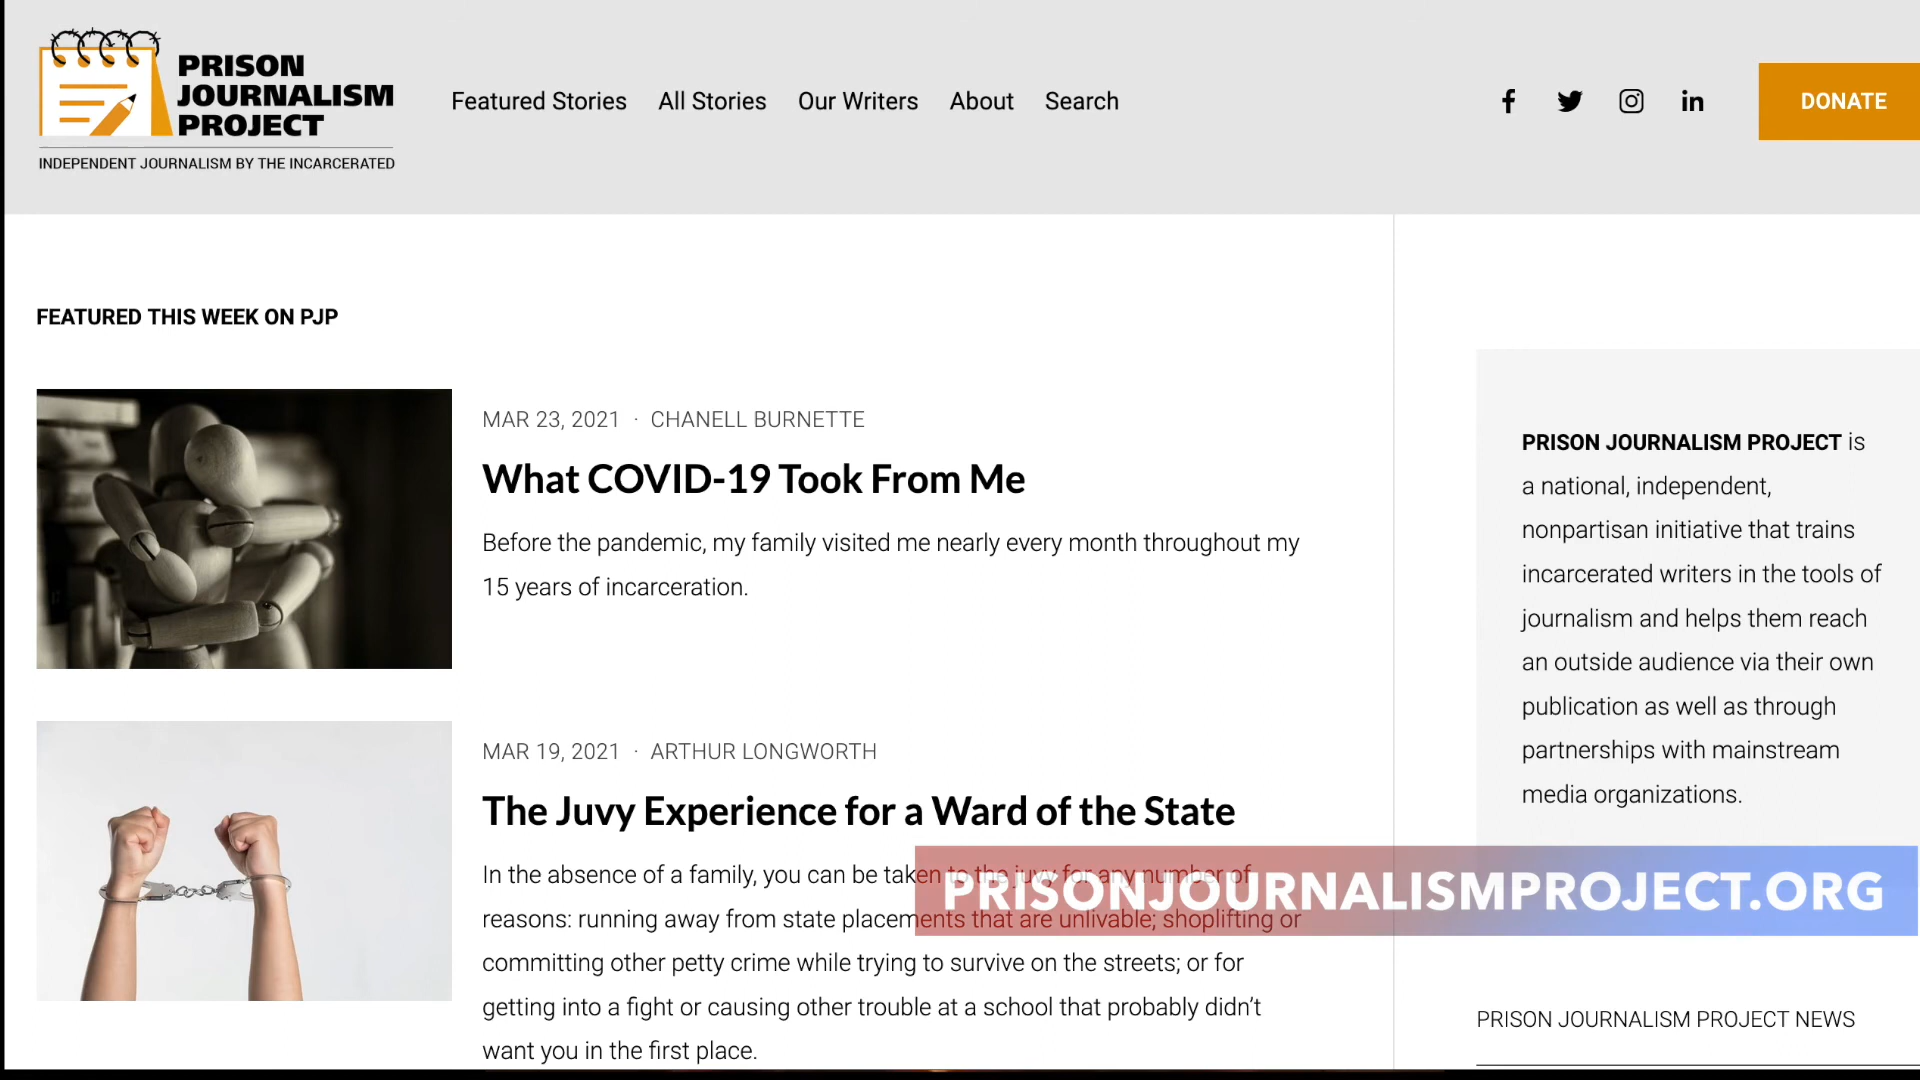 PRISON
JOURNALISM
PROJECT
INDEPENDENT JOURNALISM BY THE INCARCERATED
Featured Stories
All Stories
Our Writers
About
Search
DONATE
FEATURED THIS WEEK ON PJP
MAR 23, 2021 · CHANELL BURNETTE
What COVID-19 Took From Me
Before the pandemic, my family visited me nearly every month throughout my
15 years of incarceration.
MAR 19, 2021 · ARTHUR LONGWORTH
The Juvy Experience for a Ward of the State
In the absence of a family, you can be taken to the juvy for any number of
reasons: running away from state placements that are unlivable; shoplifting or
committing other petty crime while trying to survive on the streets; or for
getting into a fight or causing other trouble at a school that probably didn’t
want you in the first place.
PRISON JOURNALISM PROJECT is
a national, independent,
nonpartisan initiative that trains
incarcerated writers in the tools of
journalism and helps them reach
an outside audience via their own
publication as well as through
partnerships with mainstream
media organizations.
PRISONJOURNALISMPROJECT.ORG
PRISON JOURNALISM PROJECT NEWS